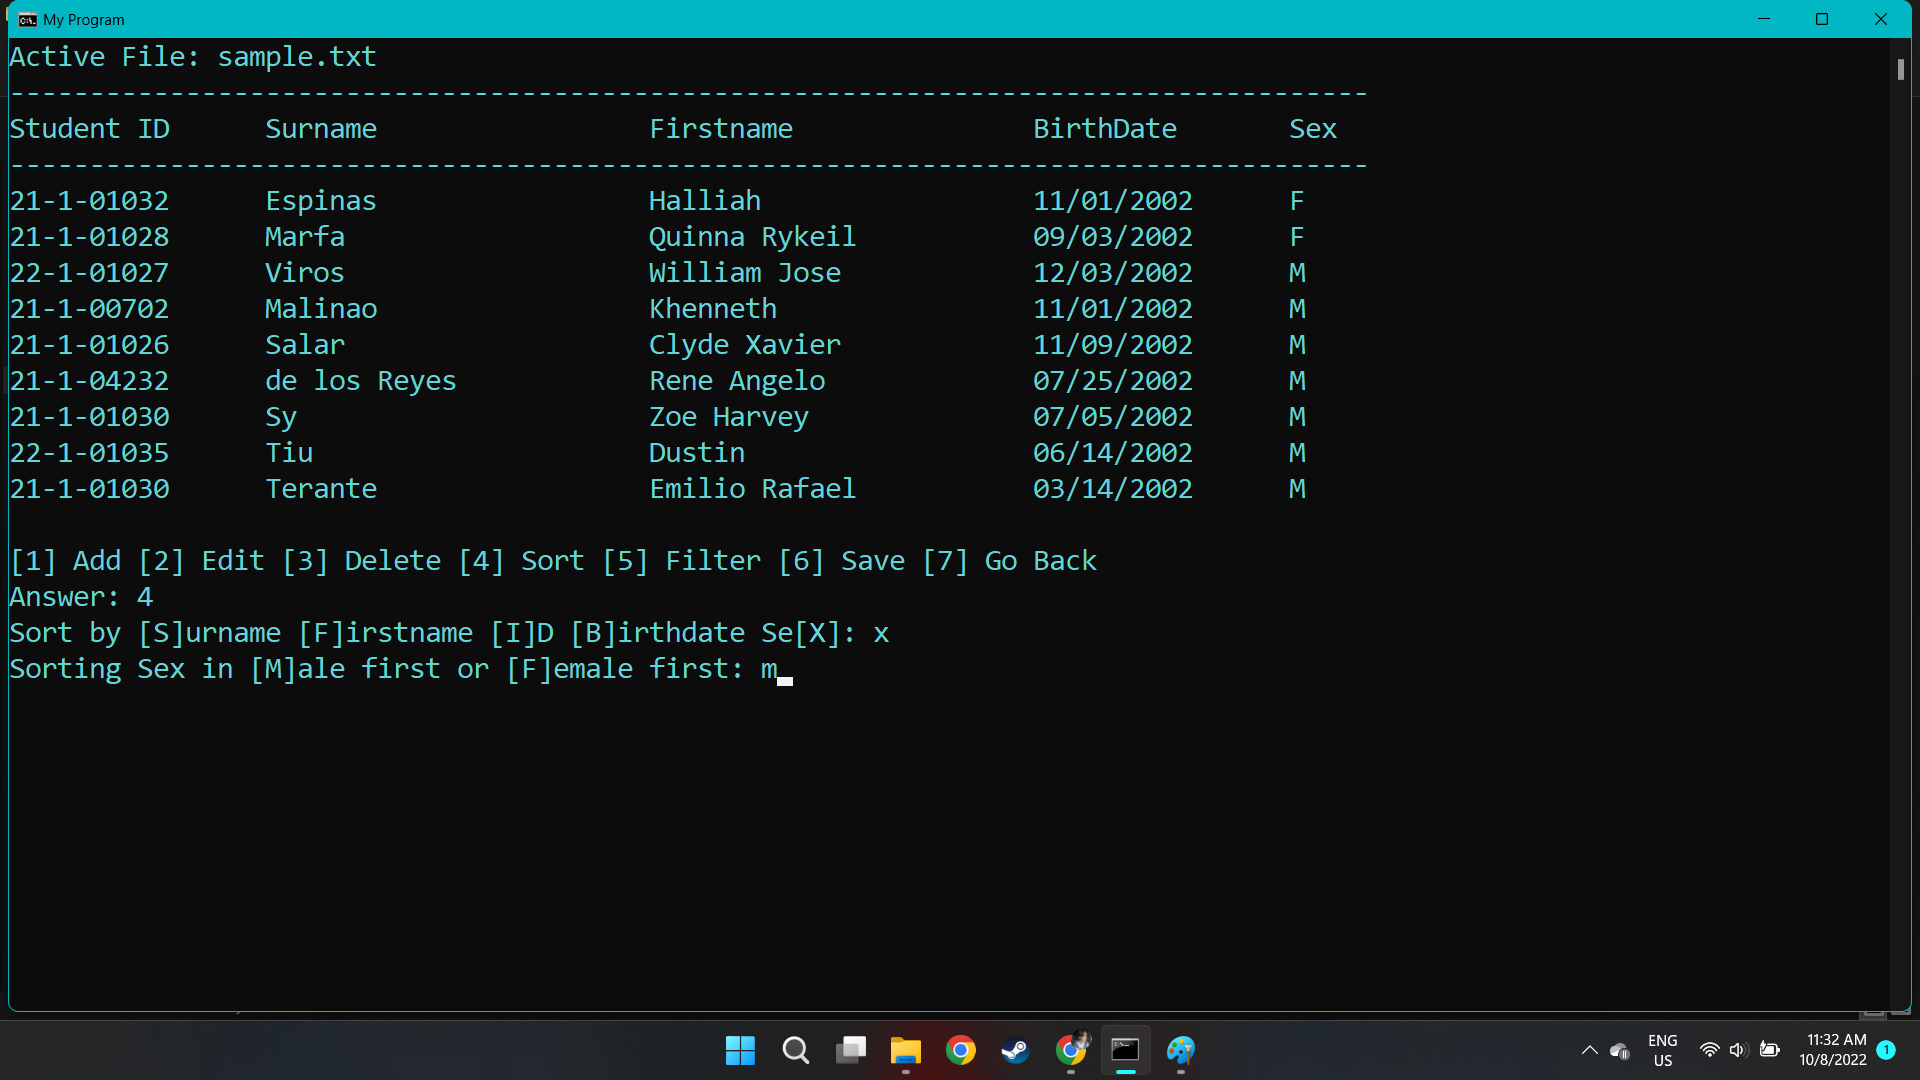 My Program
Active File: sample.txt
-------------------------------------------------------------------------------------
Student ID      Surname                 Firstname               BirthDate       Sex
-------------------------------------------------------------------------------------
21-1-01032      Espinas                 Halliah                 11/01/2002      F
21-1-01028      Marfa                   Quinna Rykeil           09/03/2002      F
22-1-01027      Viros                   William Jose            12/03/2002      M
21-1-00702      Malinao                 Khenneth                11/01/2002      M
21-1-01026      Salar                   Clyde Xavier            11/09/2002      M
21-1-04232      de los Reyes            Rene Angelo             07/25/2002      M
21-1-01030      Sy                      Zoe Harvey              07/05/2002      M
22-1-01035      Tiu                     Dustin                  06/14/2002      M
21-1-01030      Terante                 Emilio Rafael           03/14/2002      M
[1] Add [2] Edit [3] Delete [4] Sort [5] Filter [6] Save [7] Go Back
Answer: 4
Sort by [S]urname [F]irstname [I]D [B]irthdate Se[X]: x
Sorting Sex in [M]ale first or [F]emale first: m
ENG
US
11:32 AM
10/8/2022
1